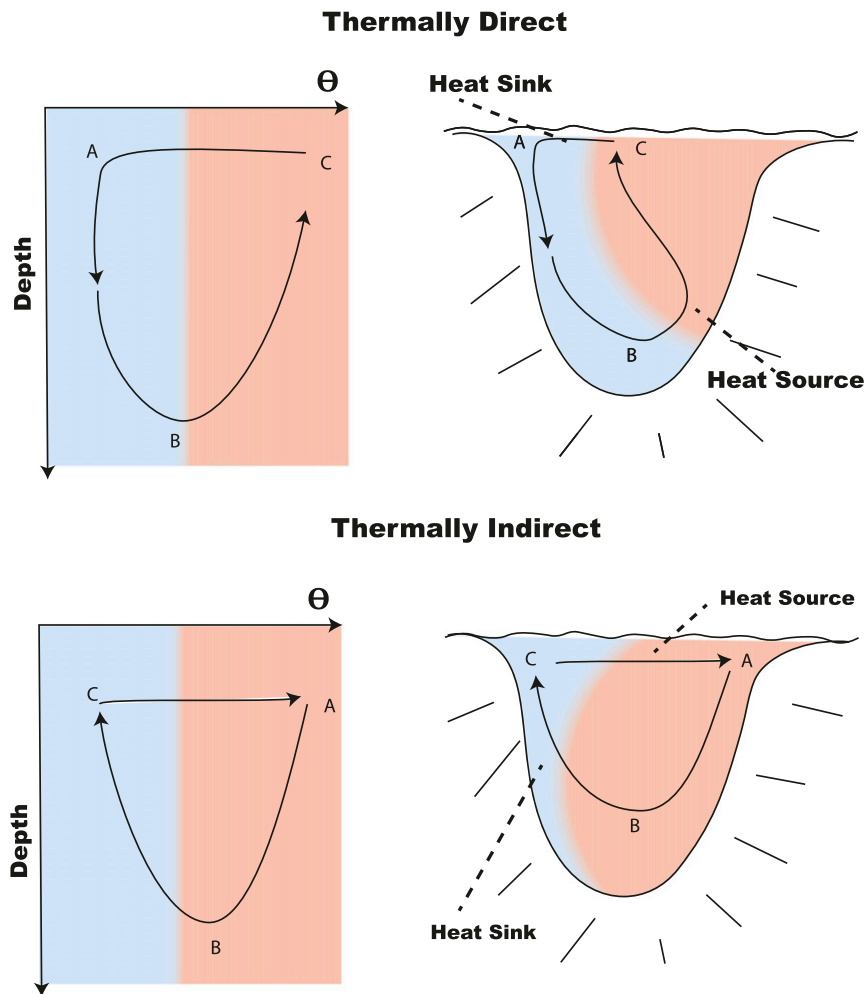 Thermally Direct
Θ
Heat Sink
A
C
A
C
Depth
B
B
Heat Source
Thermally Indirect
Θ
Heat Source
C
A
C
A
Depth
B
B
Heat Sink